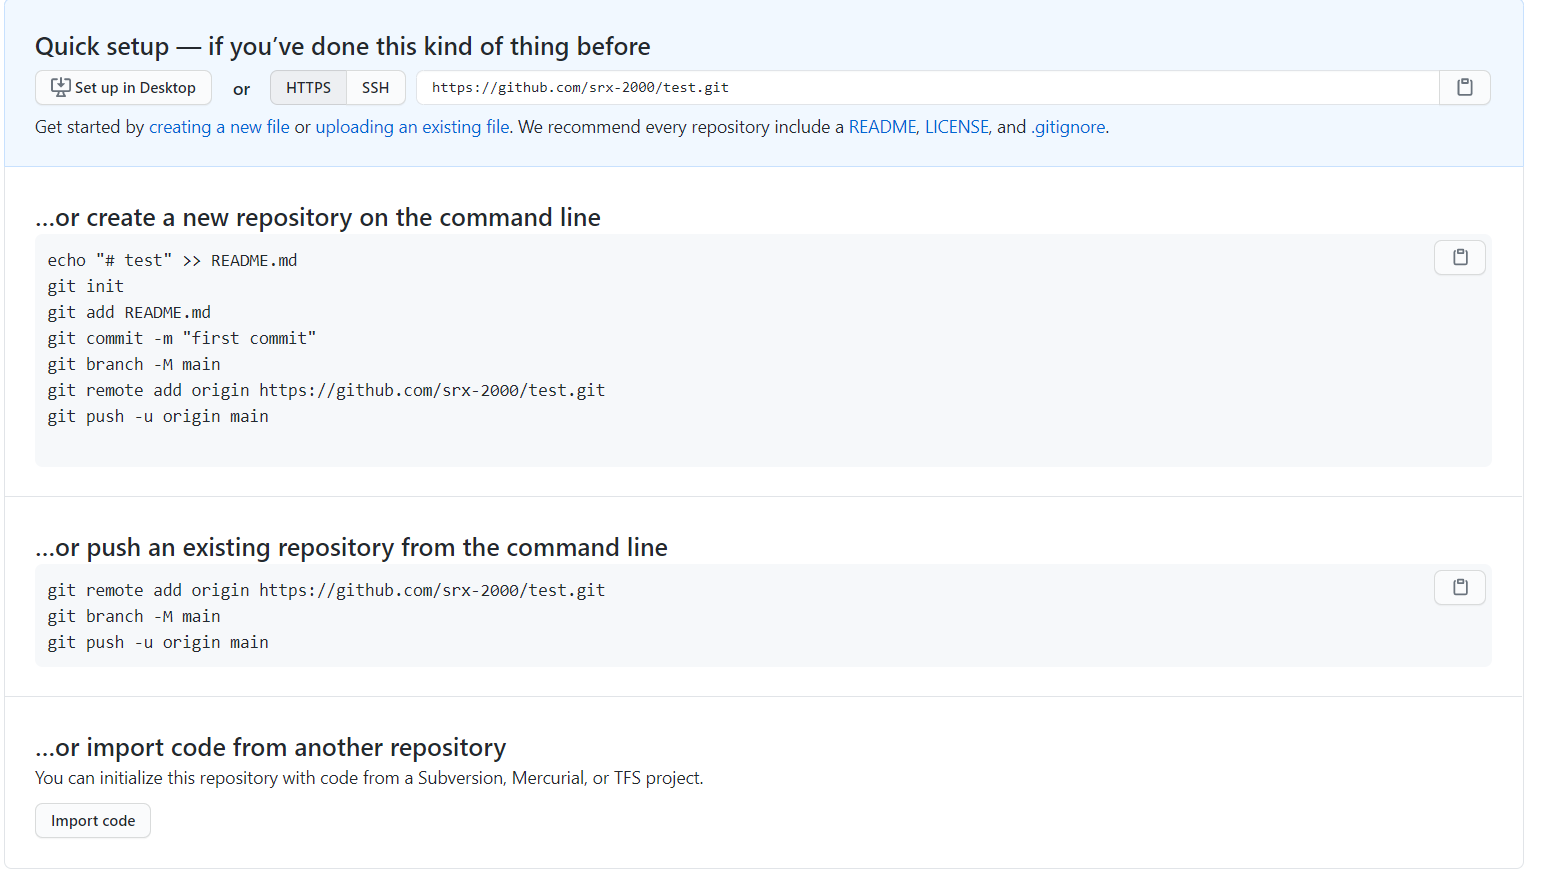 Quick setup — if you’ve done this kind of thing before
Set up in Desktop or HTTPS SSH https://github.com/srx-2000/test.git
Get started by creating a new file or uploading an existing file. We recommend every repository include a README, LICENSE, and .gitignore.
…or create a new repository on the command line
echo "# test" >> README.md
git init
git add README.md
git commit -m "first commit"
git branch -M main
git remote add origin https://github.com/srx-2000/test.git
git push -u origin main
…or push an existing repository from the command line
git remote add origin https://github.com/srx-2000/test.git
git branch -M main
git push -u origin main
…or import code from another repository
You can initialize this repository with code from a Subversion, Mercurial, or TFS project.
Import code